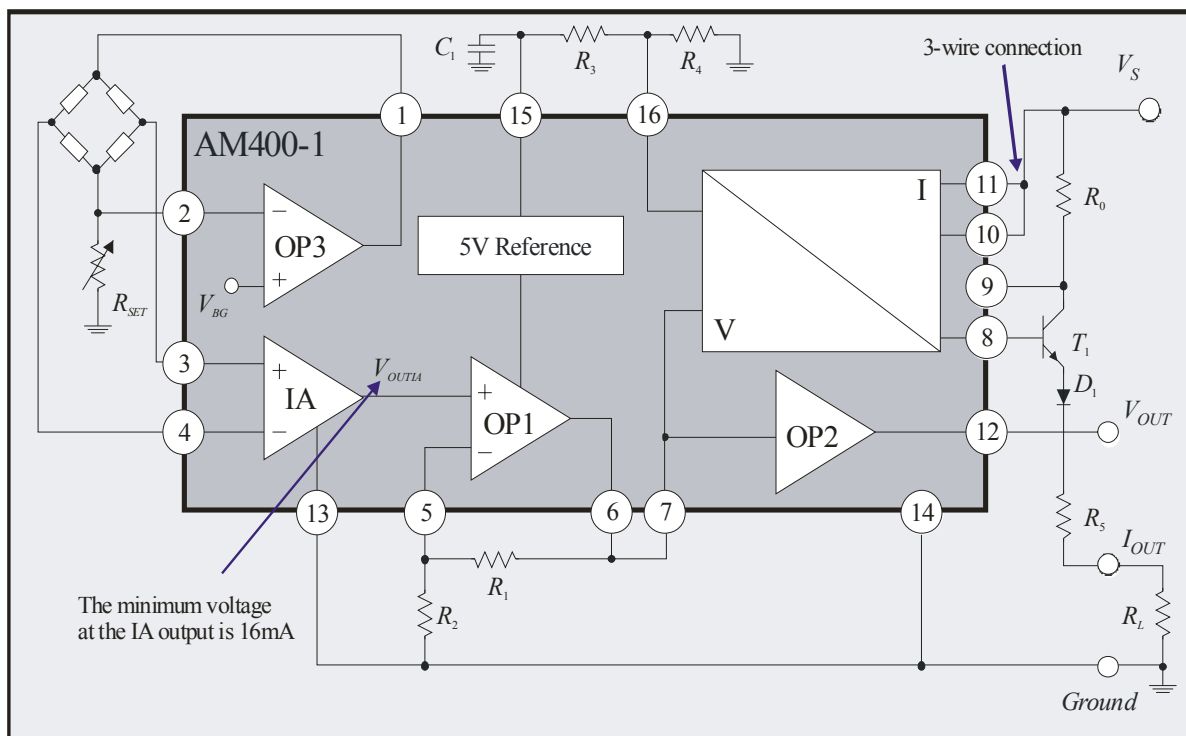 C1
R3
R4
3-wire connection
VS
1
15
16
AM400-1
I
11
R0
2
−
OP3
5V Reference
10
+
VBG
RSET
9
V
8
T1
3
+
VOUTIA
D1
IA
+
4
−
OP1
−
OP2
12
VOUT
13
5
6
7
14
R5
IOUT
R1
The minimum voltage
at the IA output is 16mA
R2
RL
Ground